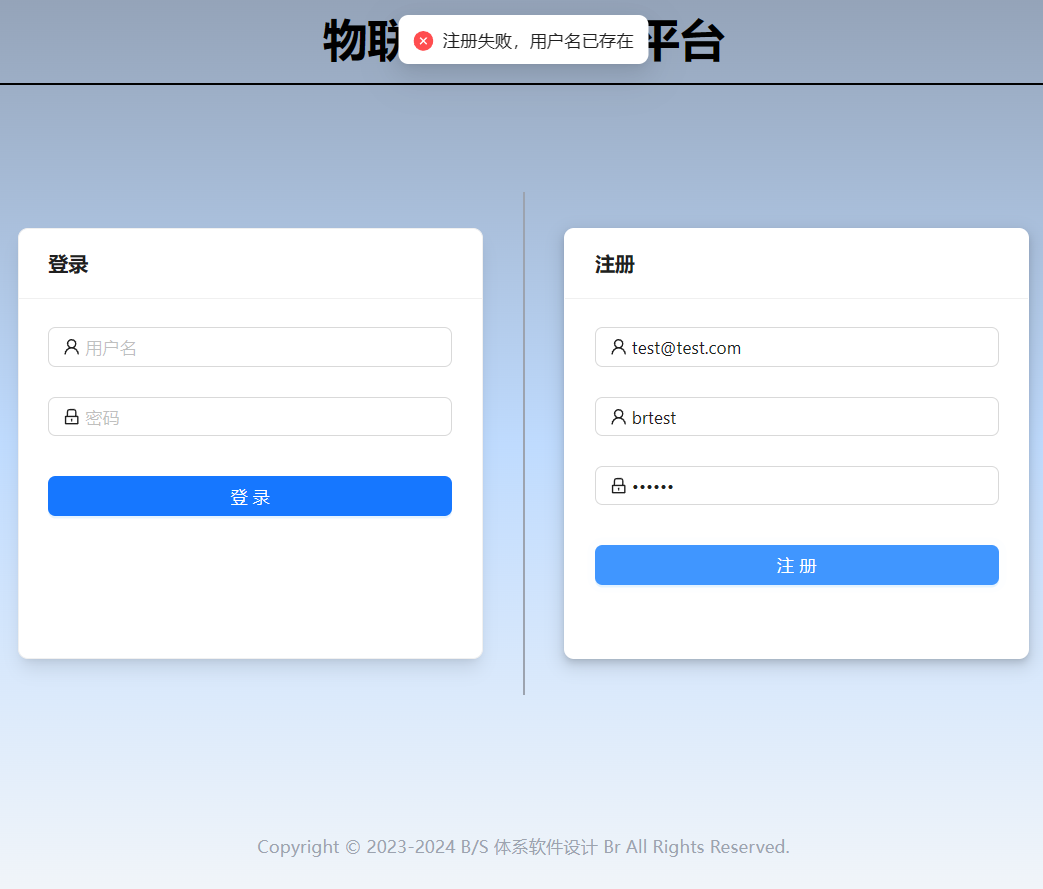 物联 平台
注册失败，用户名已存在
登录
用户名
密码
登 录
注册
test@test.com
brtest
••••••
注 册
Copyright © 2023-2024 B/S 体系软件设计 Br All Rights Reserved.